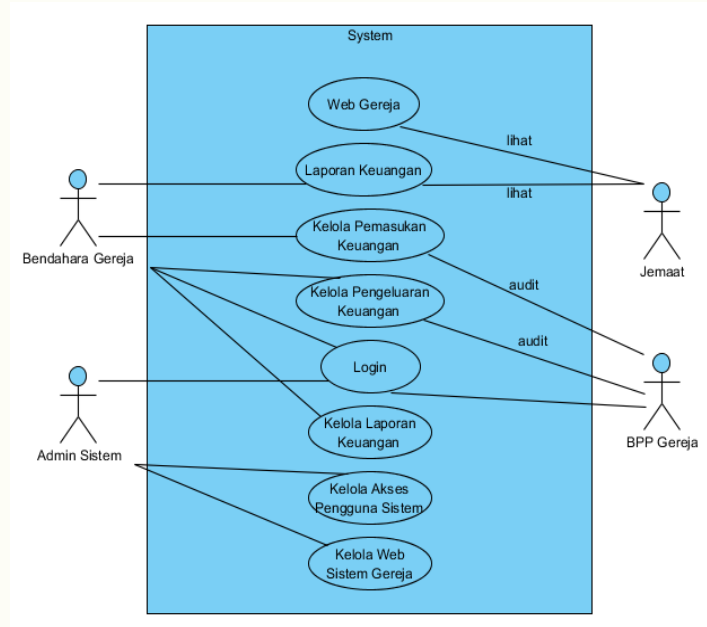 System
Web Gereja
lihat
Laporan Keuangan
lihat
Bendahara Gereja
Kelola Pemasukan
Keuangan
Jemaat
audit
Kelola Pengeluaran
Keuangan
audit
Login
Admin Sistem
BPP Gereja
Kelola Laporan
Keuangan
Kelola Akses
Pengguna Sistem
Kelola Web
Sistem Gereja